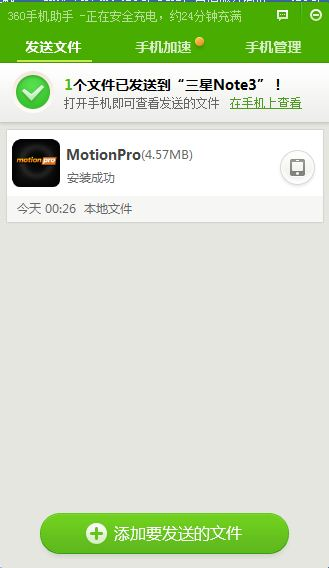 360手机助手 -正在安全充电，约24分钟充满
发送文件 手机加速 手机管理
1个文件已发送到“三星Note3” ！
打开手机即可查看发送的文件 在手机上查看
motion pro
MotionPro(4.57MB)
安装成功
今天 00:26 本地文件
添加要发送的文件